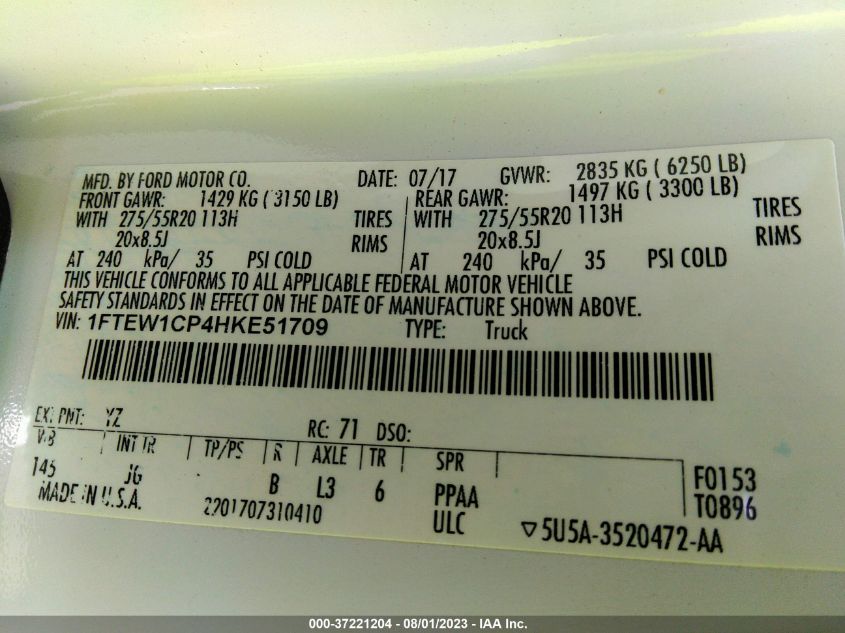 MFD. BY FORD MOTOR CO. DATE: 07/17 GVWR: 2835 KG ( 6250 LB)
FRONT GAWR: 1429 KG ( 3150 LB) REAR GAWR: 1497 KG ( 3300 LB)
WITH 275/55R20 113H TIRES WITH 275/55R20 113H TIRES
20x8.5J RIMS 20x8.5J RIMS
AT 240 kPa/ 35 PSI COLD AT 240 kPa/ 35 PSI COLD
THIS VEHICLE CONFORMS TO ALL APPLICABLE FEDERAL MOTOR VEHICLE
SAFETY STANDARDS IN EFFECT ON THE DATE OF MANUFACTURE SHOWN ABOVE.
VIN: 1FTEW1CP4HKE51709 TYPE: Truck
EXT PNT: YZ RC: 71 DSO:
WB INT TR TP/PS R AXLE TR SPR
145 JG B L3 6 PPAA F0153
MADE IN U.S.A. 2201707310410 ULC T0896
5U5A-3520472-AA
000-37221204 - 08/01/2023 - IAA Inc.